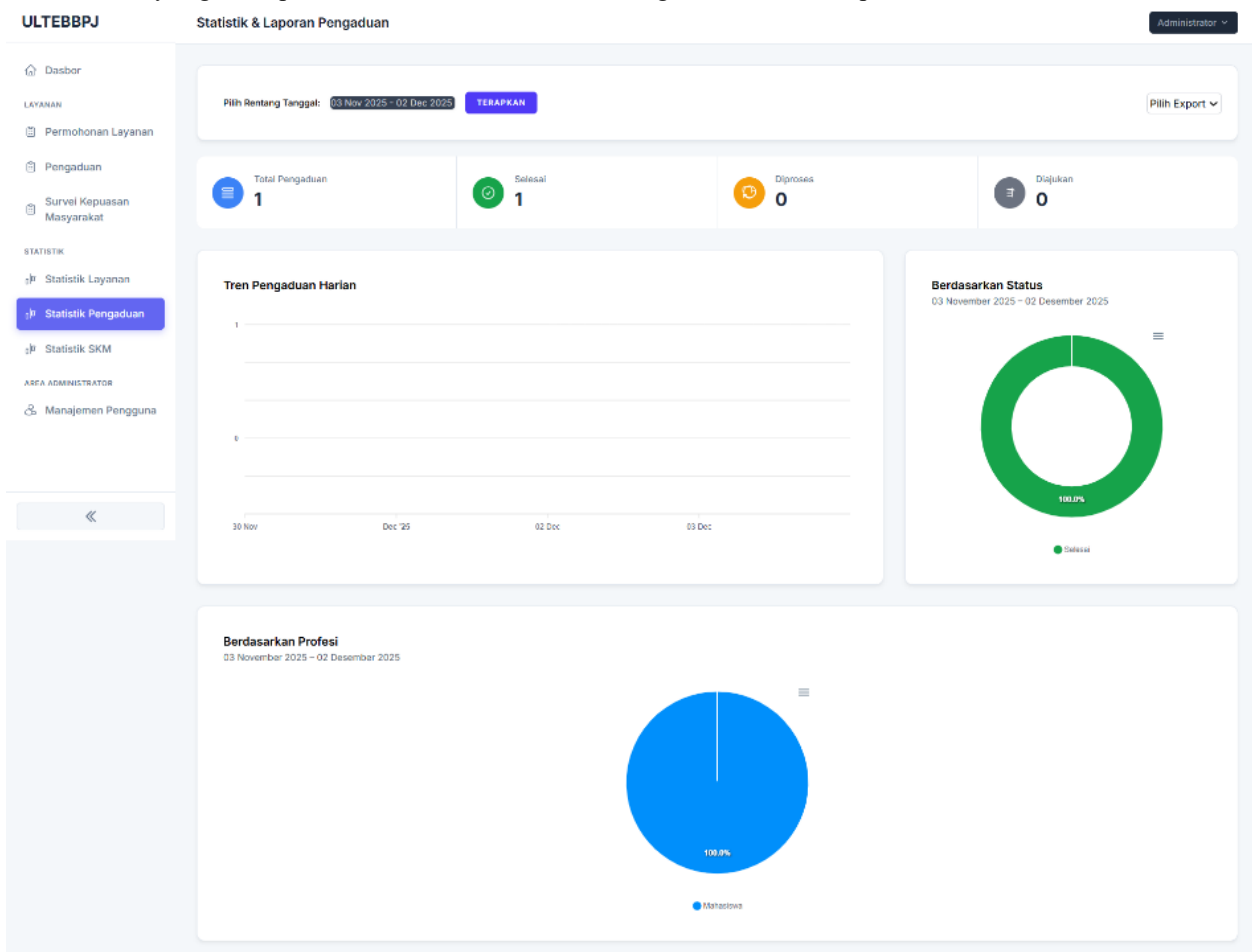 ULTEBBPJ
Statistik & Laporan Pengaduan
Administrator
Dasbor
LAYANAN
Permohonan Layanan
Pengaduan
Survei Kepuasan
Masyarakat
STATISTIK
Statistik Layanan
Statistik Pengaduan
Statistik SKM
AREA ADMINISTRATOR
Manajemen Pengguna
Pilih Rentang Tanggal: 03 Nov 2025 - 02 Dec 2025 TERAPKAN
Pilih Export
Total Pengaduan
1
Selesai
1
Diproses
0
Diajukan
0
Tren Pengaduan Harian
1
0
30 Nov Dec '25 02 Dec 03 Dec
Berdasarkan Status
03 November 2025 – 02 Desember 2025
100.0%
Selesai
Berdasarkan Profesi
03 November 2025 – 02 Desember 2025
100.0%
Mahasiswa